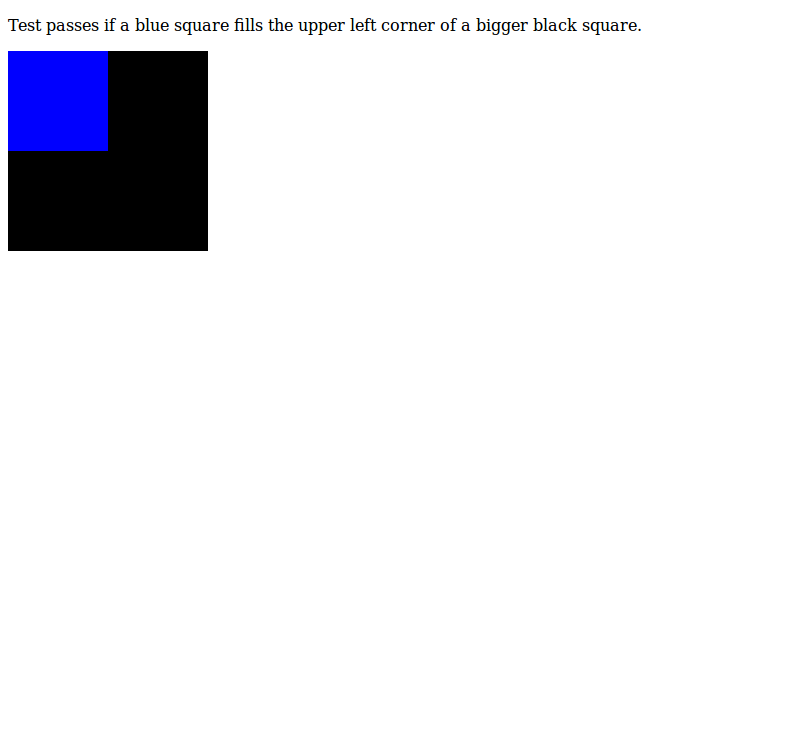 Test passes if a blue square fills the upper left corner of a bigger black square.